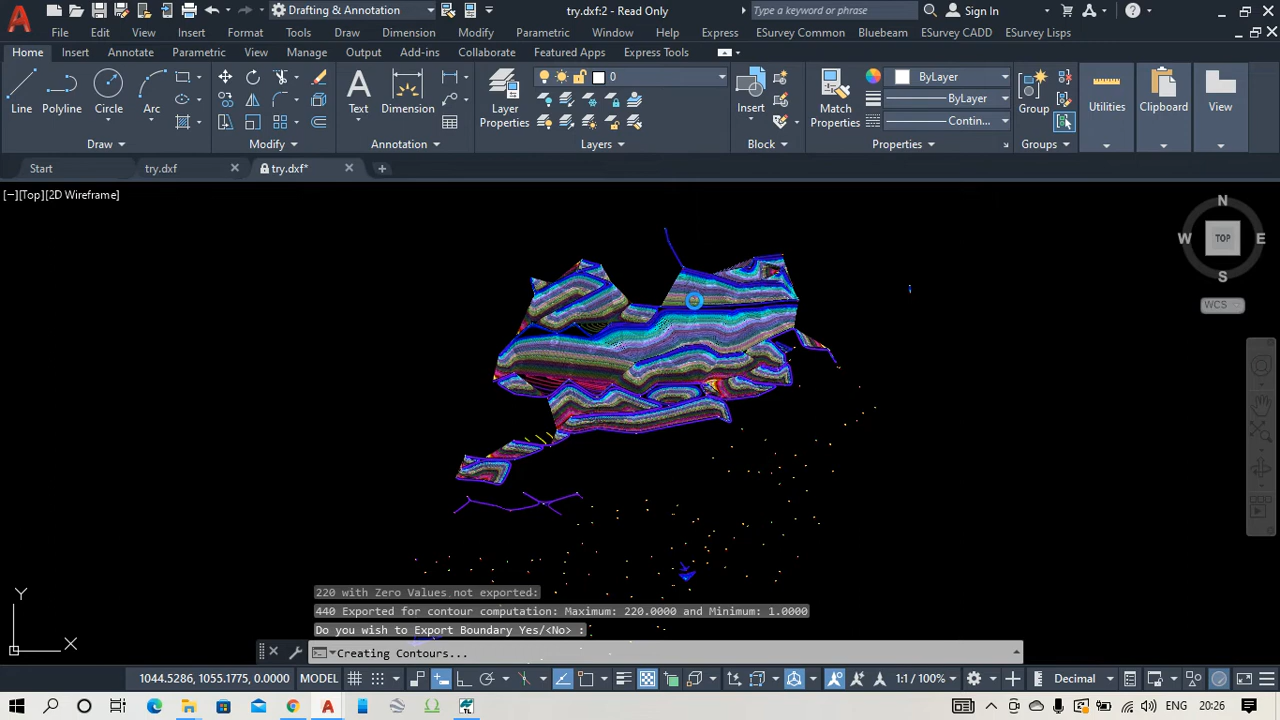 Drafting & Annotation
try.dxf:2 - Read Only
Type a keyword or phrase
Sign In
File Edit View Insert Format Tools Draw Dimension Modify Parametric Window Help Express ESurvey Common Bluebeam ESurvey CADD ESurvey Lisps
Home Insert Annotate Parametric View Manage Output Add-ins Collaborate Featured Apps Express Tools
0
ByLayer
ByLayer
Contin...
Line Polyline Circle Arc
Text Dimension
Layer Properties
Insert
Match Properties
Group
Utilities Clipboard View
Draw Modify Annotation Layers Block Properties Groups
Start try.dxf try.dxf*
[−][Top][2D Wireframe]
N
W TOP E
S
WCS
220 with Zero Values not exported:
440 Exported for contour computation: Maximum: 220.0000 and Minimum: 1.0000
Do you wish to Export Boundary Yes/<No> :
Creating Contours...
Y
X
1044.5286, 1055.1775, 0.0000 MODEL 1:1 / 100% Decimal
ENG 20:26